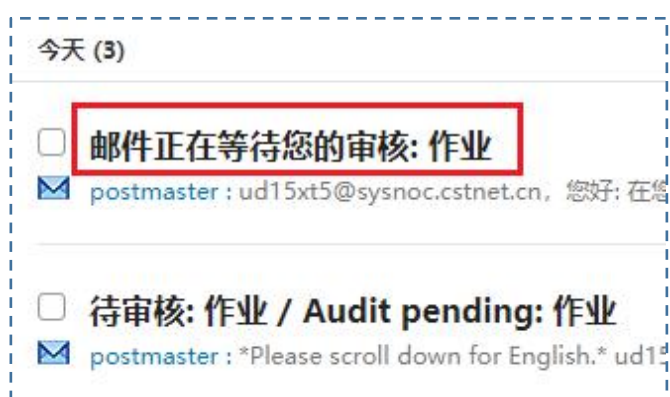 今天 (3)
邮件正在等待您的审核: 作业
postmaster : ud15xt5@sysnoc.cstnet.cn, 您好: 在您
待审核: 作业 / Audit pending: 作业
postmaster : *Please scroll down for English.* ud15